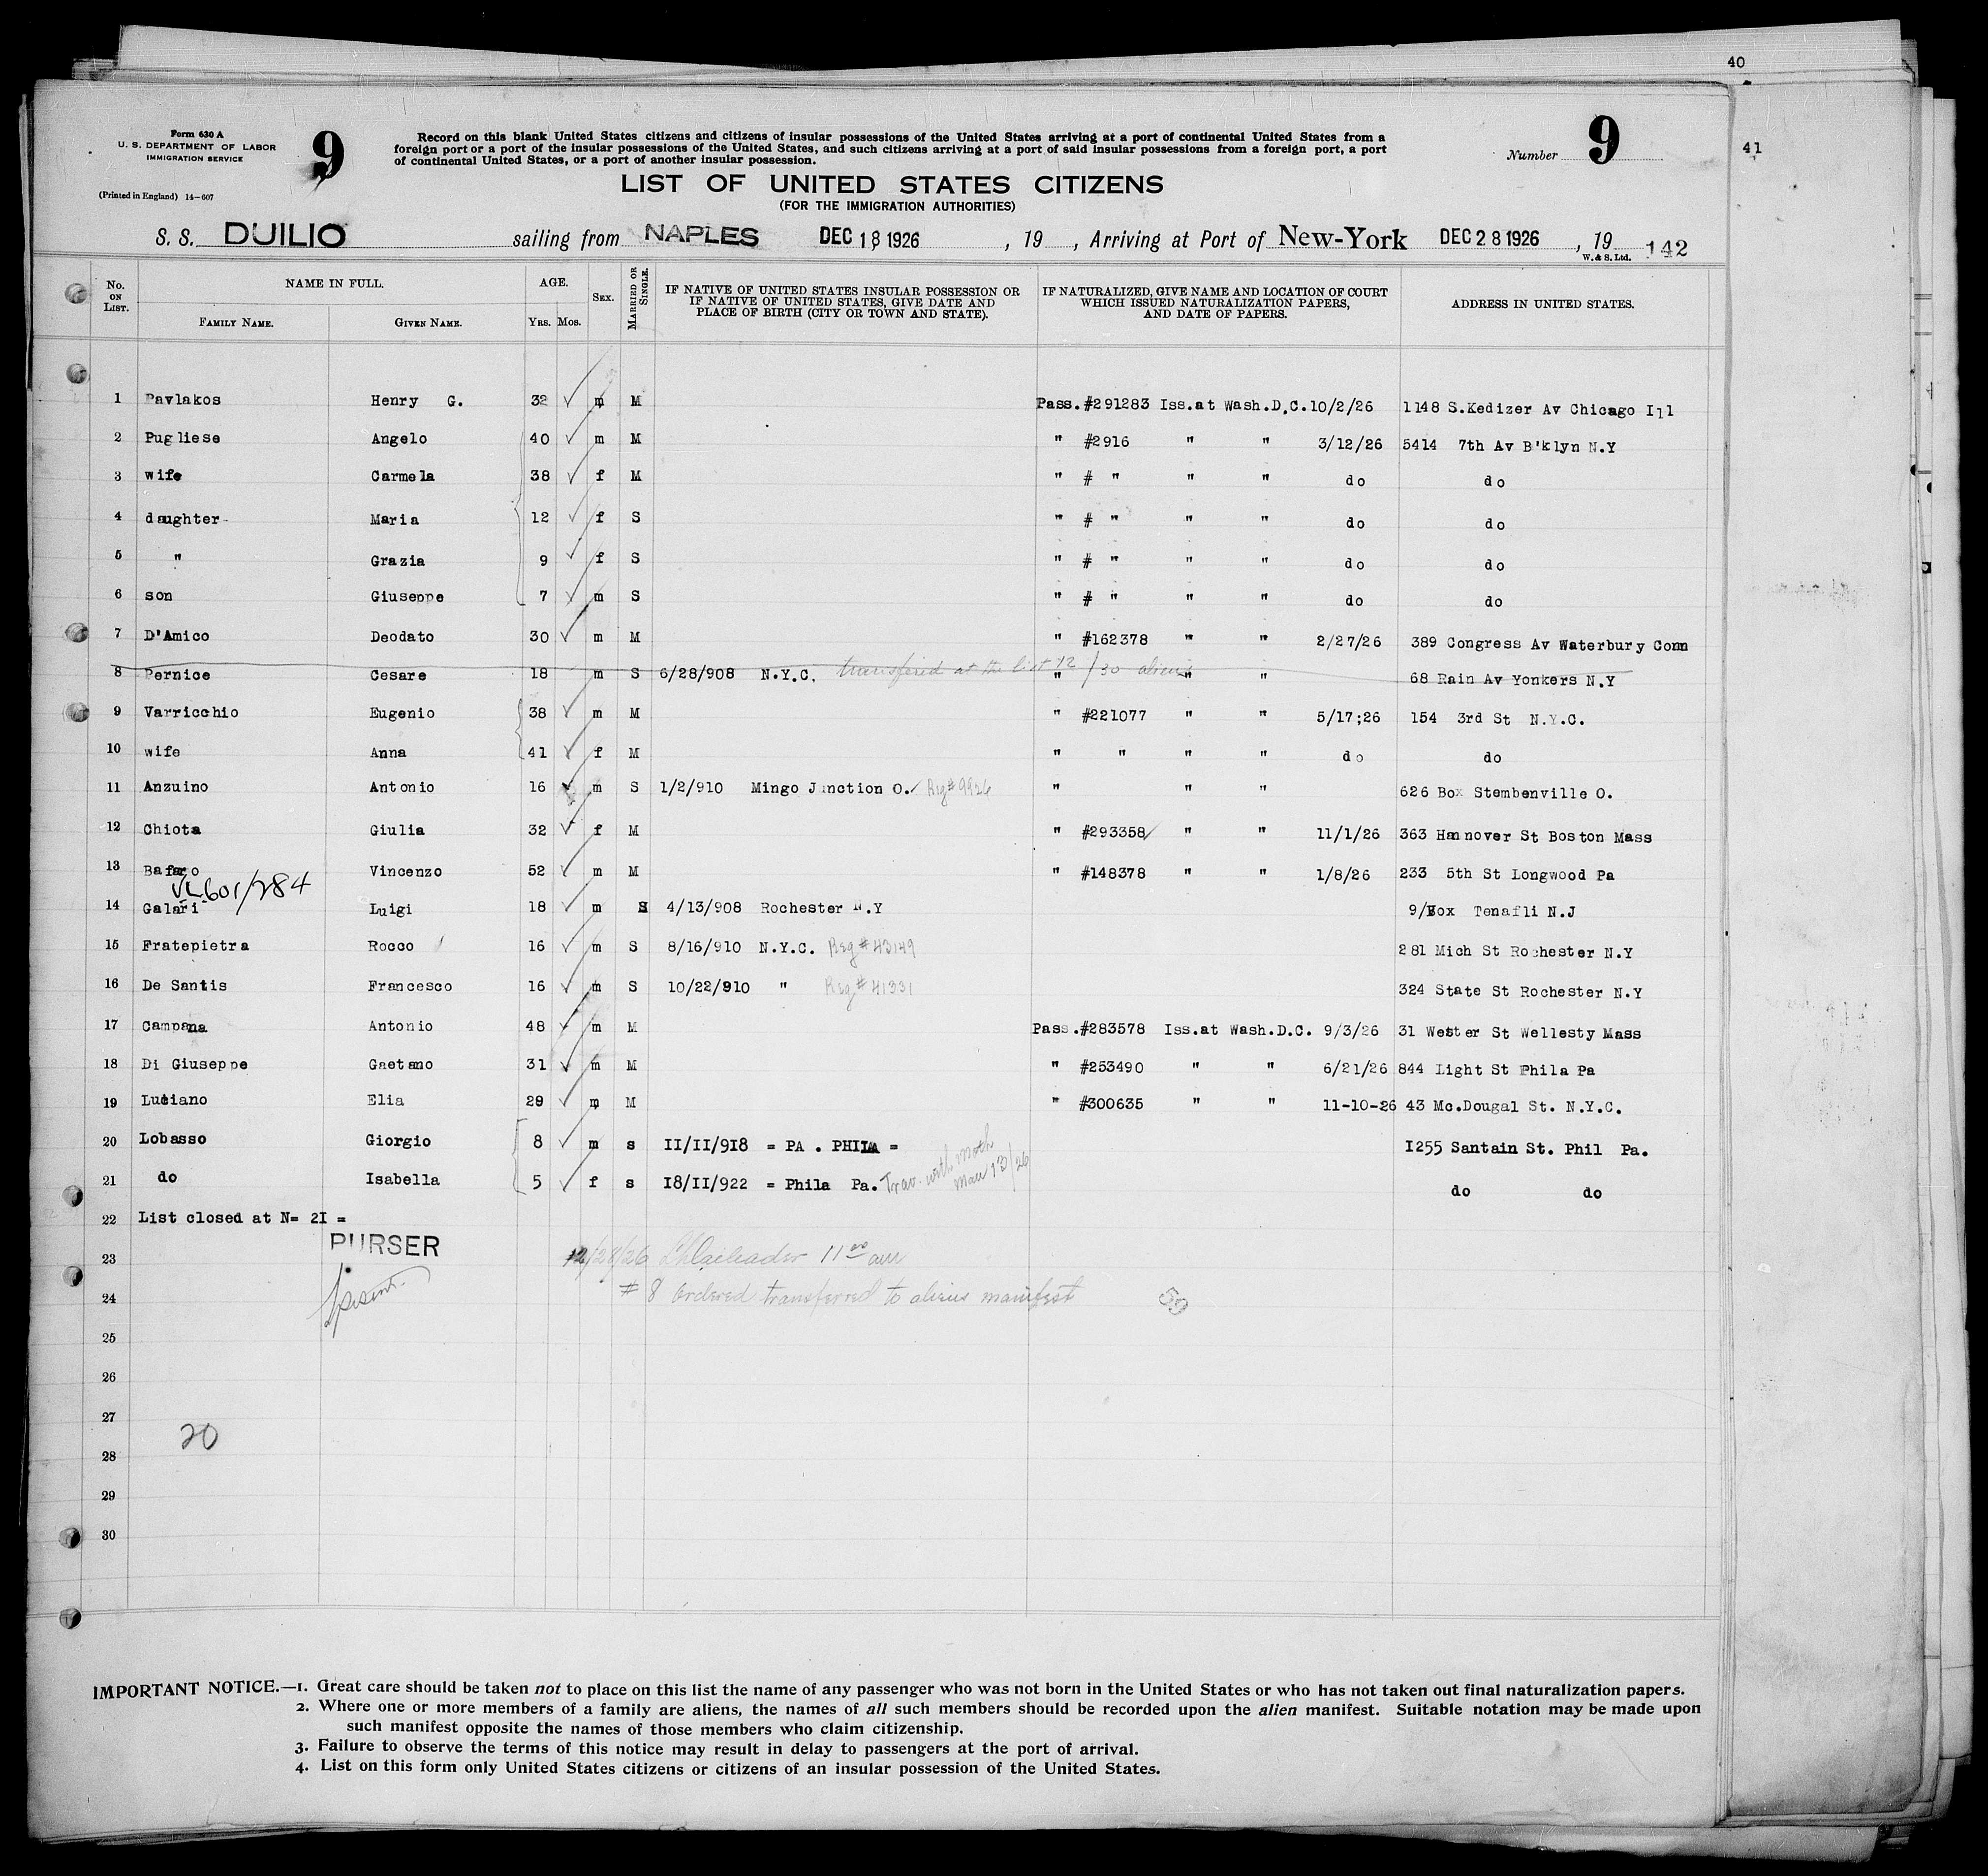 40
41
Form 630 A
U. S. DEPARTMENT OF LABOR
IMMIGRATION SERVICE
(Printed in England) 14—607
9
Record on this blank United States citizens and citizens of insular possessions of the United States arriving at a port of continental United States from a
foreign port or a port of the insular possessions of the United States, and such citizens arriving at a port of said insular possessions from a foreign port, a port
of continental United States, or a port of another insular possession.
Number 9
LIST OF UNITED STATES CITIZENS
(FOR THE IMMIGRATION AUTHORITIES)
S. S. DUILIO sailing from NAPLES DEC 18 1926 , 19 , Arriving at Port of New-York DEC 28 1926 , 19 142
W. & S. Ltd.
No. ON LIST. NAME IN FULL. AGE. SEX. MARRIED OR SINGLE. IF NATIVE OF UNITED STATES INSULAR POSSESSION OR IF NATIVE OF UNITED STATES, GIVE DATE AND PLACE OF BIRTH (CITY OR TOWN AND STATE). IF NATURALIZED, GIVE NAME AND LOCATION OF COURT WHICH ISSUED NATURALIZATION PAPERS, AND DATE OF PAPERS. ADDRESS IN UNITED STATES.
FAMILY NAME. GIVEN NAME. YRS. MOS.
1 Pavlakos Henry G. 32 m M Pass.#291283 Iss.at Wash.D.C.10/2/26 1148 S.Kedizer Av Chicago Ill
2 Pugliese Angelo 40 m M " #2916 " " 3/12/26 5414 7th Av B'klyn N.Y
3 wife Carmela 38 f M " # " " " do do
4 daughter Maria 12 f S " # " " " do do
5 " Grazia 9 f S " # " " " do do
6 son Giuseppe 7 m S " # " " " do do
7 D'Amico Deodato 30 m M " #162378 " " 2/27/26 389 Congress Av Waterbury Conn
8 Pernice Cesare 18 m S 6/28/908 N.Y.C. transfered at the list 12/30 aliens " " " 68 Rain Av Yonkers N.Y
9 Varricchio Eugenio 38 m M " #221077 " " 5/17;26 154 3rd St N.Y.C.
10 wife Anna 41 f M " " " " do do
11 Anzuino Antonio 16 m S 1/2/910 Mingo Junction O. Reg# 9926 " " " 626 Box Stembenville O.
12 Chiota Giulia 32 f M " #293358 " " 11/1/26 363 Hannover St Boston Mass
13 Bafaro Vincenzo 52 m M " #148378 " " 1/8/26 233 5th St Longwood Pa
VL601/284
14 Galari Luigi 18 m S 4/13/908 Rochester N.Y 9/Box Tenafli N.J
15 Fratepietra Rocco 16 m S 8/16/910 N.Y.C. Reg # 43149 281 Mich St Rochester N.Y
16 De Santis Francesco 16 m S 10/22/910 " Reg # 41331 324 State St Rochester N.Y
17 Campana Antonio 48 m M Pass.#283578 Iss.at Wash.D.C. 9/3/26 31 Wester St Wellesty Mass
18 Di Giuseppe Gaetano 31 m M " #253490 " " 6/21/26 844 Light St Phila Pa
19 Luciano Elia 29 m M " #300635 " " 11-10-26 43 Mc.Dougal St. N.Y.C.
20 Lobasso Giorgio 8 m s II/II/918 = PA . PHILA = I255 Santain St. Phil Pa.
21 do Isabella 5 f s I8/II/922 = Phila Pa. Trav. with moth do do
22 List closed at N= 2I =
PURSER
23 12/28/26 11 00 am
24 # 8 ordered transferred to aliens manifest 50
25
26
27
20
28
29
30
IMPORTANT NOTICE.—1. Great care should be taken not to place on this list the name of any passenger who was not born in the United States or who has not taken out final naturalization papers.
2. Where one or more members of a family are aliens, the names of all such members should be recorded upon the alien manifest. Suitable notation may be made upon
such manifest opposite the names of those members who claim citizenship.
3. Failure to observe the terms of this notice may result in delay to passengers at the port of arrival.
4. List on this form only United States citizens or citizens of an insular possession of the United States.